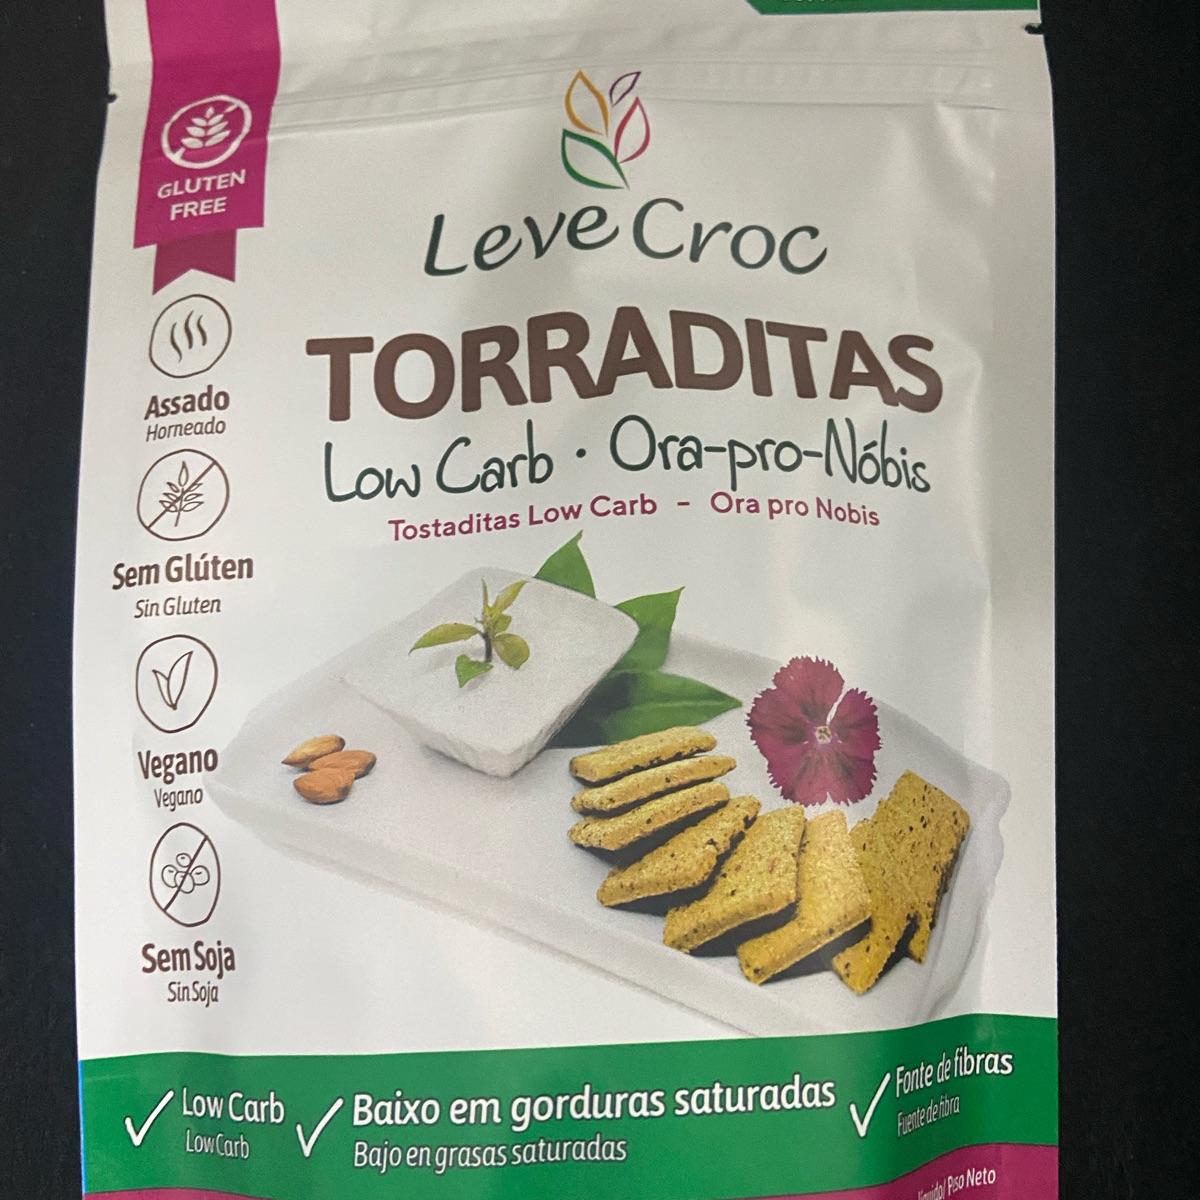 GLUTEN
FREE
Leve Croc
TORRADITAS
Low Carb · Ora-pro-Nóbis
Tostaditas Low Carb - Ora pro Nobis
Assado
Horneado
Sem Glúten
Sin Gluten
Vegano
Vegano
Sem Soja
Sin Soja
Low Carb
Low Carb
Baixo em gorduras saturadas
Bajo en grasas saturadas
Fonte de fibras
Fuente de fibra
Peso Neto